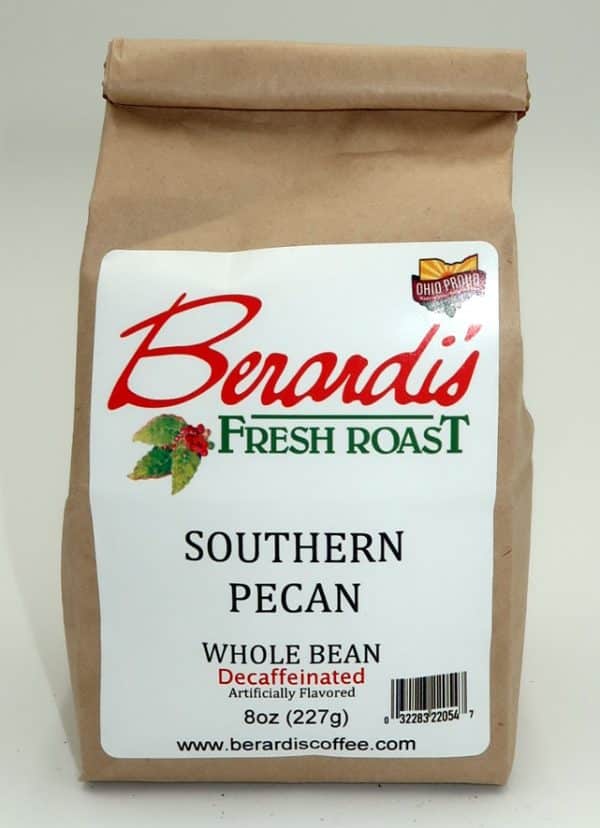 OHIO PROUD
Berardi's
FRESH ROAST
SOUTHERN
PECAN
WHOLE BEAN
Decaffeinated
Artificially Flavored
8oz (227g)
0 32283 22054 7
www.berardiscoffee.com